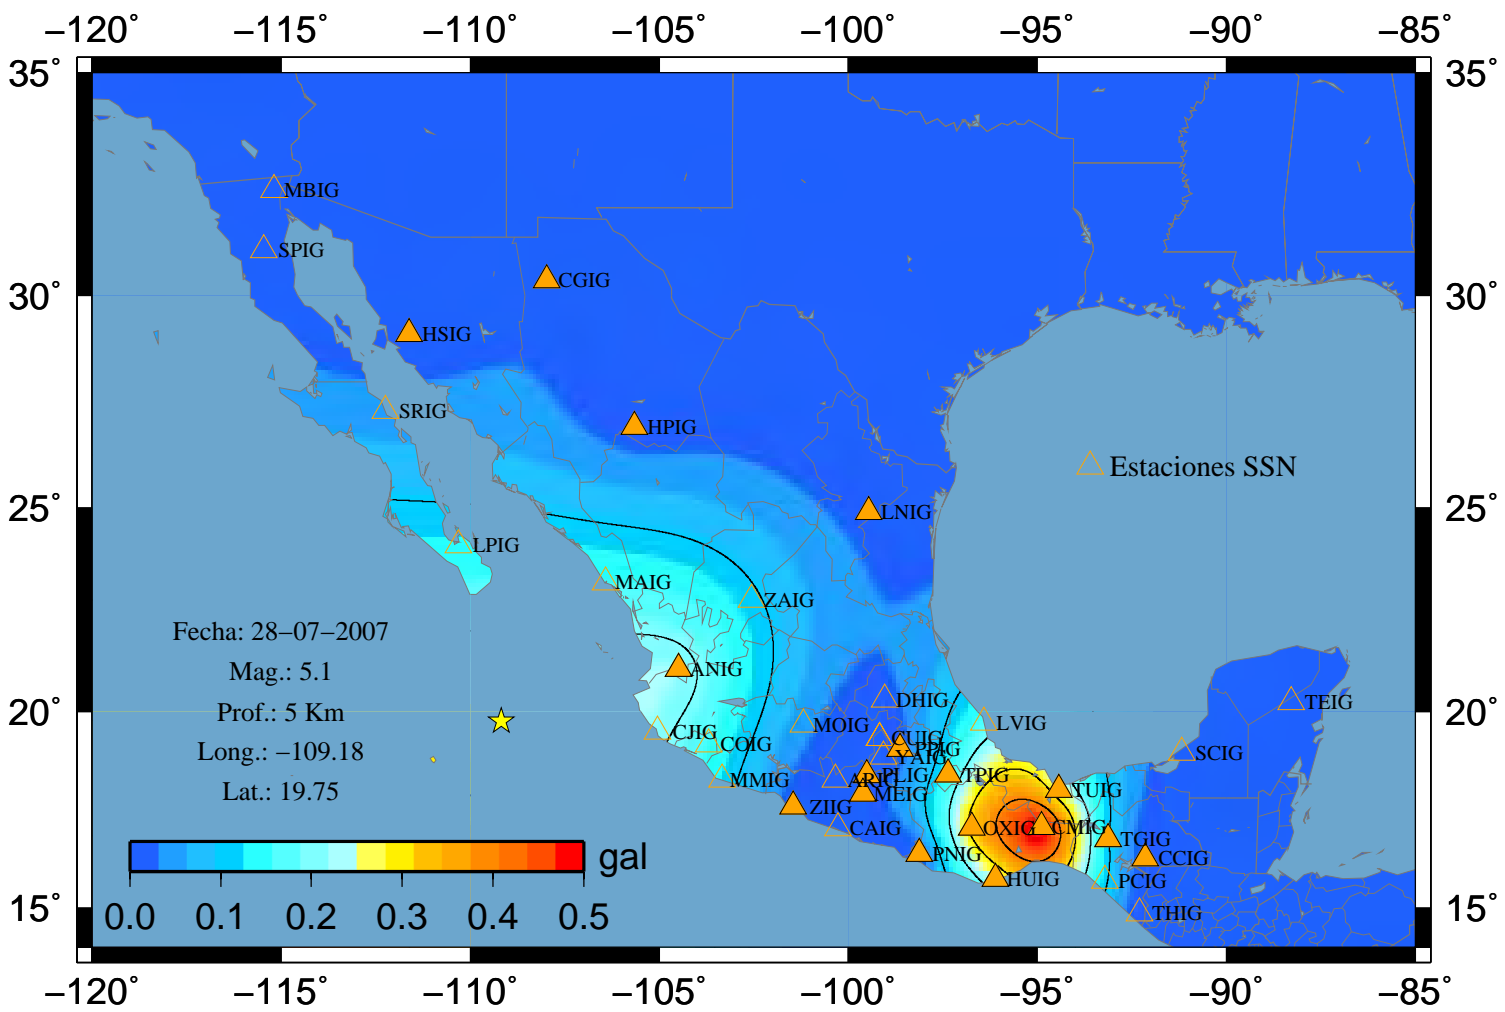 −120˚ −115˚ −110˚ −105˚ −100˚ −95˚ −90˚ −85˚
35˚ 35˚
MBIG
SPIG
CGIG
30˚ 30˚
HSIG
SRIG
HPIG
Estaciones SSN
25˚ LNIG 25˚
LPIG
MAIG
ZAIG
Fecha: 28−07−2007
Mag.: 5.1
ANIG
DHIG
TEIG
20˚ Prof.: 5 Km 20˚
MOIG
LVIG
CJIG
CUIG
COIG
PPIG
Long.: −109.18
SCIG
YAIG
PLIG
TPIG
MMIG
ARIG
Lat.: 19.75
TUIG
MEIG
ZIIG
CAIG
OXIG
CMIG
TGIG
PNIG
CCIG
gal
HUIG
PCIG
THIG
15˚ 0.0 0.1 0.2 0.3 0.4 0.5 15˚
−120˚ −115˚ −110˚ −105˚ −100˚ −95˚ −90˚ −85˚